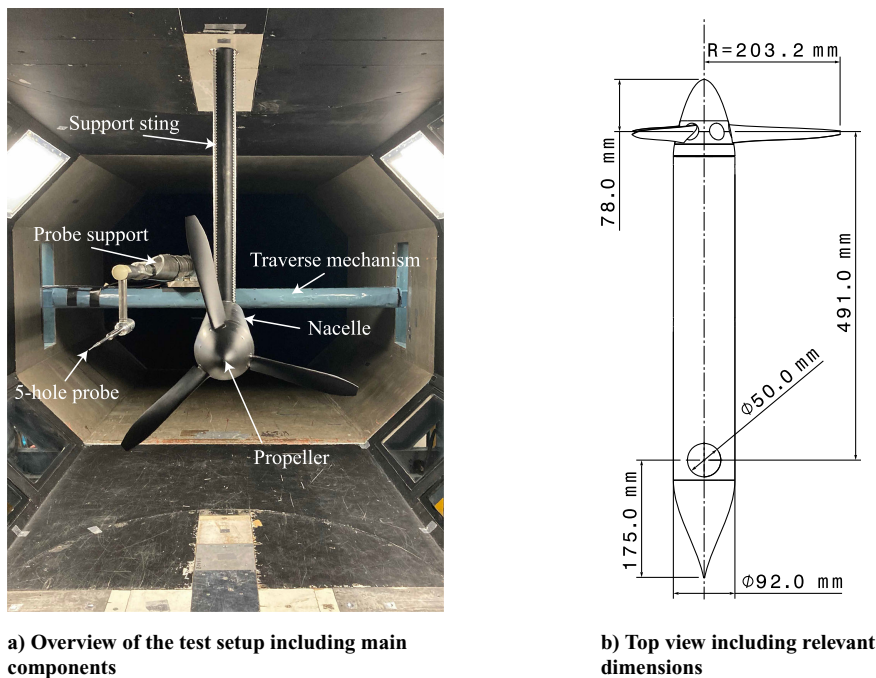 Support sting
Probe support
Traverse mechanism
Nacelle
5-hole probe
Propeller
R=203.2 mm
78.0 mm
491.0 mm
Φ50.0 mm
175.0 mm
Φ92.0 mm
a) Overview of the test setup including main
components
b) Top view including relevant
dimensions